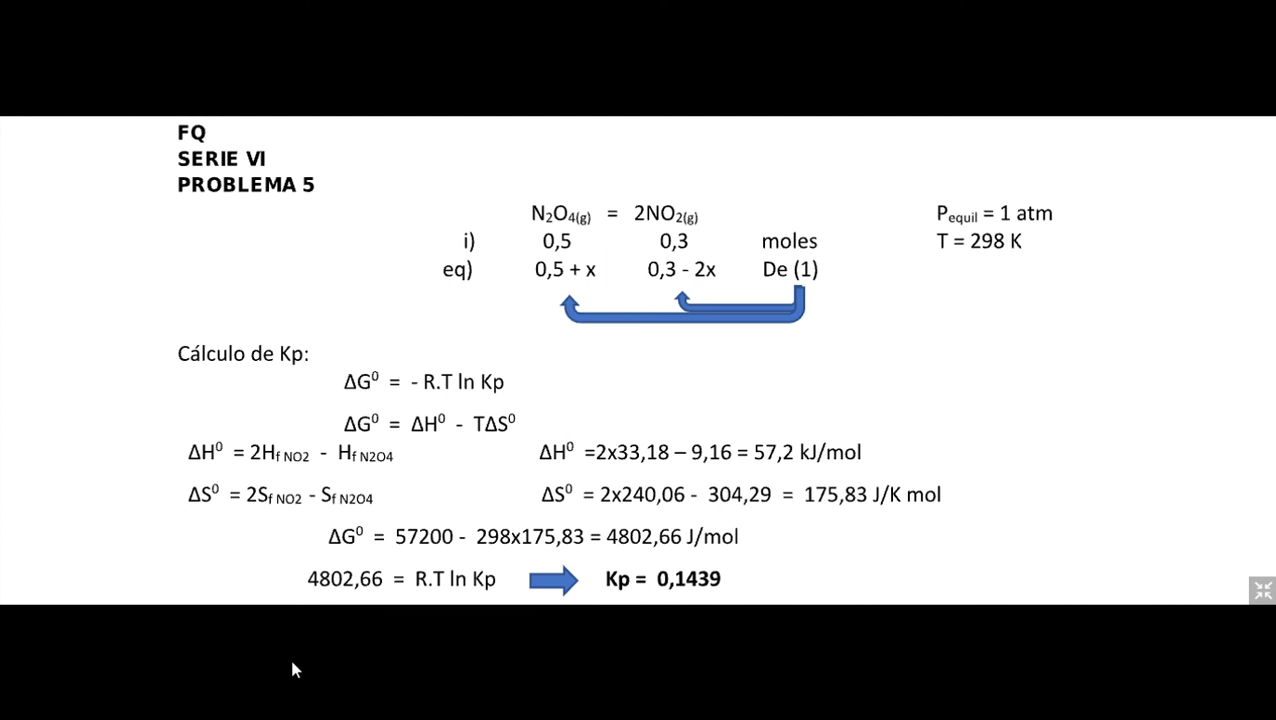 FQ
SERIE VI
PROBLEMA 5
N₂O₄(g) = 2NO₂(g) Pequil = 1 atm
i) 0,5 0,3 moles T = 298 K
eq) 0,5 + x 0,3 - 2x De (1)
Cálculo de Kp:
ΔG⁰ = - R.T ln Kp
ΔG⁰ = ΔH⁰ - TΔS⁰
ΔH⁰ = 2Hf NO2 - Hf N2O4 ΔH⁰ =2x33,18 – 9,16 = 57,2 kJ/mol
ΔS⁰ = 2Sf NO2 - Sf N2O4 ΔS⁰ = 2x240,06 - 304,29 = 175,83 J/K mol
ΔG⁰ = 57200 - 298x175,83 = 4802,66 J/mol
4802,66 = R.T ln Kp Kp = 0,1439